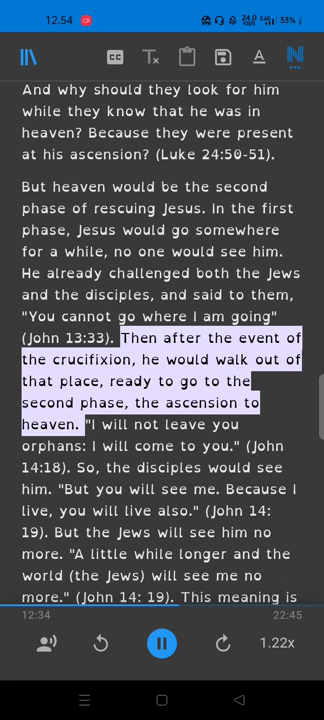 12.54
24.0
KB/S
33%
CC
And why should they look for him
while they know that he was in
heaven? Because they were present
at his ascension? (Luke 24:50-51).
But heaven would be the second
phase of rescuing Jesus. In the first
phase, Jesus would go somewhere
for a while, no one would see him.
He already challenged both the Jews
and the disciples, and said to them,
"You cannot go where I am going"
(John 13:33). Then after the event of
the crucifixion, he would walk out of
that place, ready to go to the
second phase, the ascension to
heaven. "I will not leave you
orphans: I will come to you." (John
14:18). So, the disciples would see
him. "But you will see me. Because I
live, you will live also." (John 14:
19). But the Jews will see him no
more. "A little while longer and the
world (the Jews) will see me no
more." (John 14: 19). This meaning is
12:34
22:45
1.22x